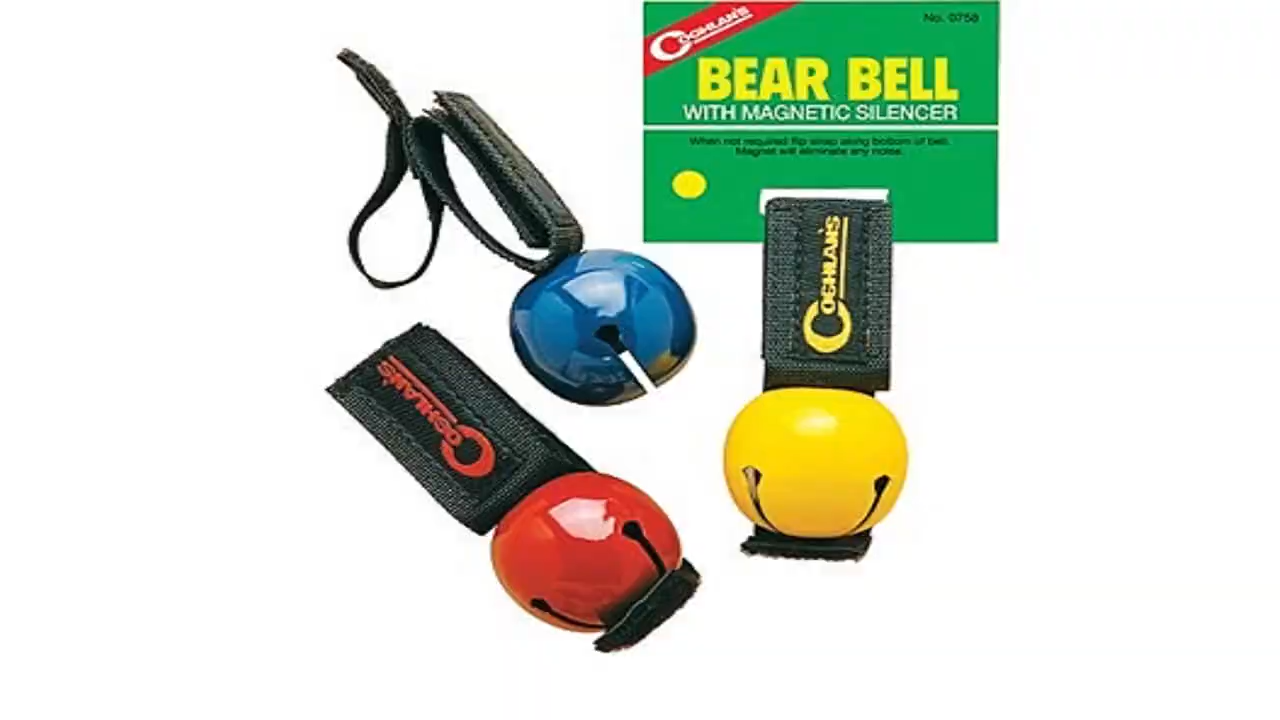 COGHLAN'S
No. 0758
BEAR BELL
WITH MAGNETIC SILENCER
When not required flip strap along bottom of bell.
Magnet will eliminate any noise.
COGHLAN'S
COGHLAN'S